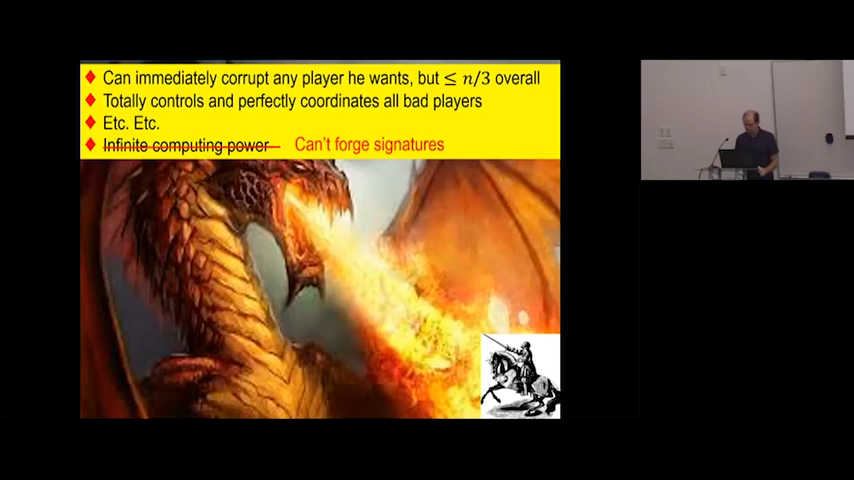 Can immediately corrupt any player he wants, but ≤ n/3 overall
Totally controls and perfectly coordinates all bad players
Etc. Etc.
Infinite computing power Can't forge signatures